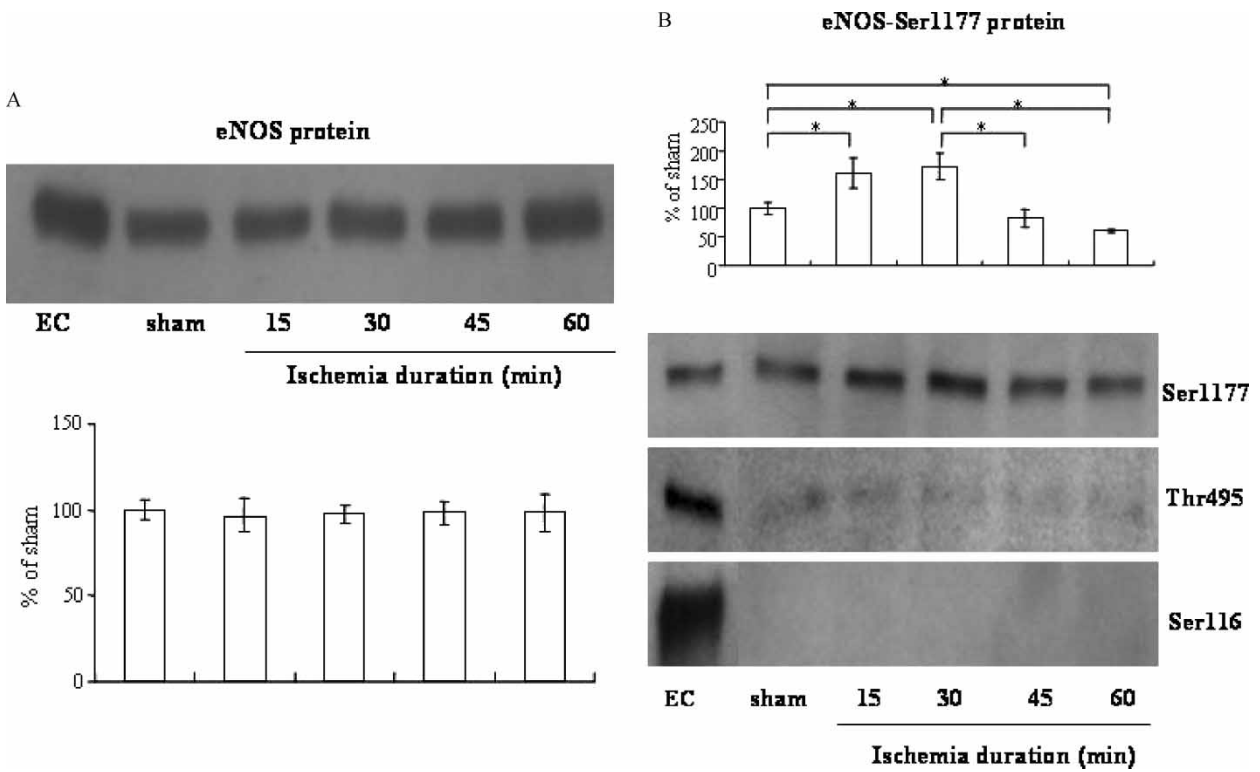 A
eNOS protein
EC sham 15 30 45 60
Ischemia duration (min)
% of sham
150
100
50
0
B
eNOS-Ser1177 protein
*
* *
* *
% of sham
250
200
150
100
50
0
Ser1177
Thr495
Ser116
EC sham 15 30 45 60
Ischemia duration (min)